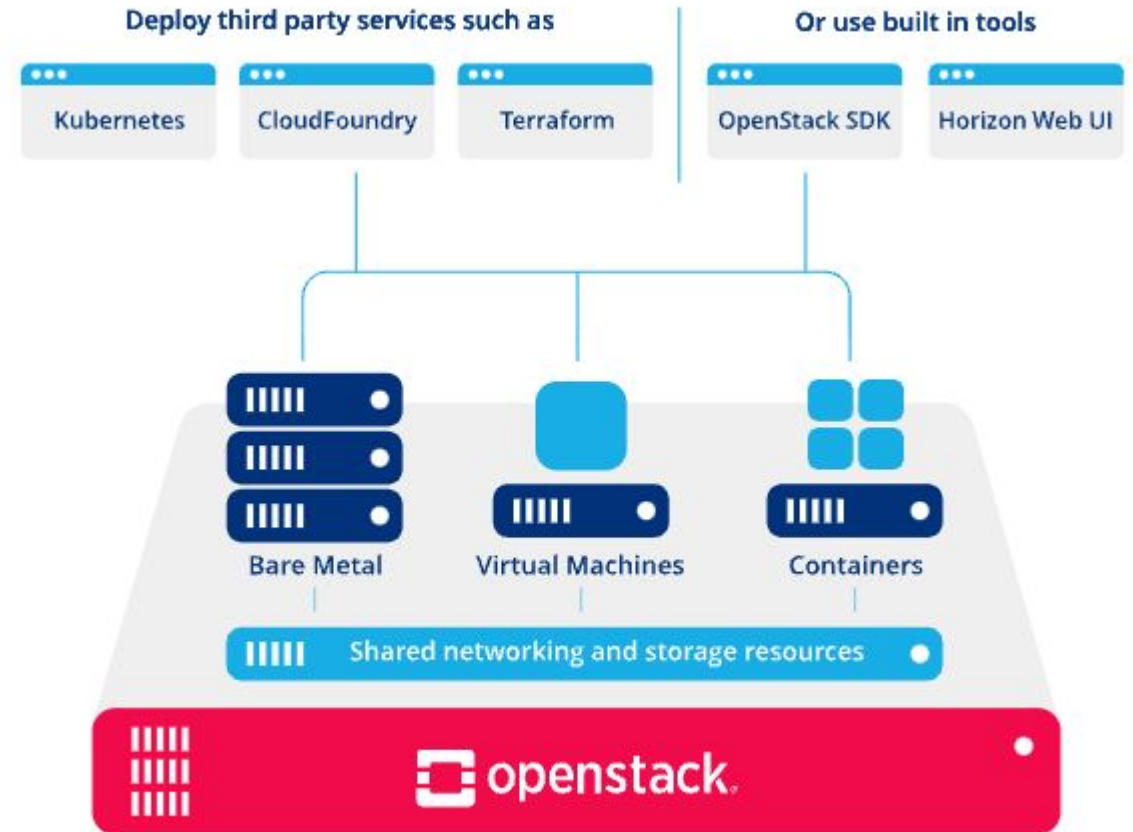 Deploy third party services such as
Or use built in tools
Kubernetes
CloudFoundry
Terraform
OpenStack SDK
Horizon Web UI
Bare Metal
Virtual Machines
Containers
Shared networking and storage resources
openstack.